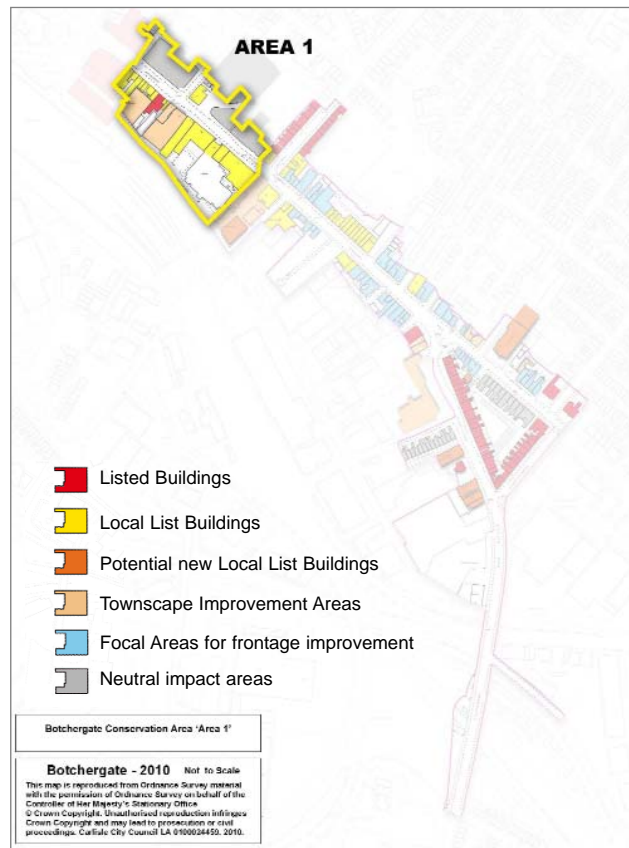 AREA 1
Listed Buildings
Local List Buildings
Potential new Local List Buildings
Townscape Improvement Areas
Focal Areas for frontage improvement
Neutral impact areas
Botchergate Conservation Area 'Area 1'
Botchergate - 2010 Not to Scale
This map is reproduced from Ordnance Survey material
with the permission of Ordnance Survey on behalf of the
Controller of Her Majesty's Stationary Office
© Crown Copyright. Unauthorised reproduction infringes
Crown Copyright and may lead to prosecution or civil
proceedings. Carlisle City Council LA 0100024459. 2010.